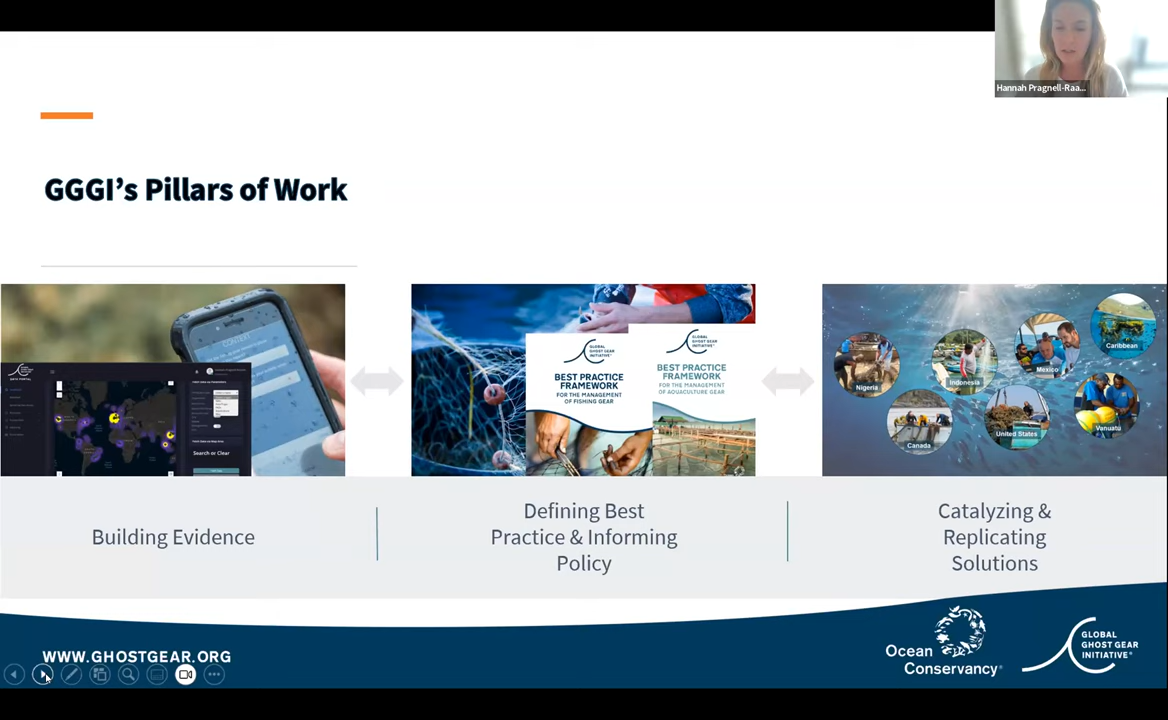 Hannah Pragnell-Raa...
GGGI's Pillars of Work
CONTEXT
Search or Clear
GLOBAL
GHOST GEAR
INITIATIVE
BEST PRACTICE
FRAMEWORK
FOR THE MANAGEMENT
OF FISHING GEAR
GLOBAL
GHOST GEAR
INITIATIVE
BEST PRACTICE
FRAMEWORK
FOR THE MANAGEMENT
OF AQUACULTURE GEAR
Nigeria
Indonesia
Mexico
Caribbean
Canada
United States
Vanuatu
Building Evidence
Defining Best
Practice & Informing
Policy
Catalyzing &
Replicating
Solutions
WWW.GHOSTGEAR.ORG
Ocean
Conservancy®
GLOBAL
GHOST GEAR
INITIATIVE®